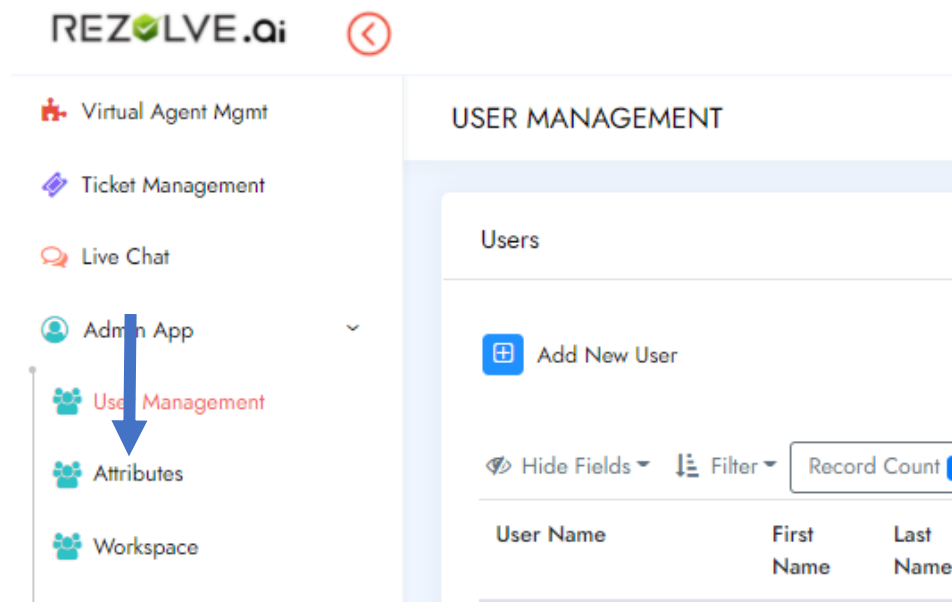 REZOLVE.ai
Virtual Agent Mgmt
Ticket Management
Live Chat
Admin App
User Management
Attributes
Workspace
USER MANAGEMENT
Users
Add New User
Hide Fields Filter Record Count
User Name First Name Last Name